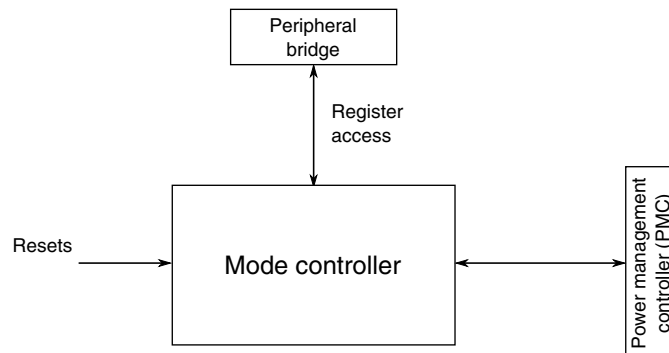 Peripheral
bridge
Register
access
Resets
Mode controller
Power management
controller (PMC)